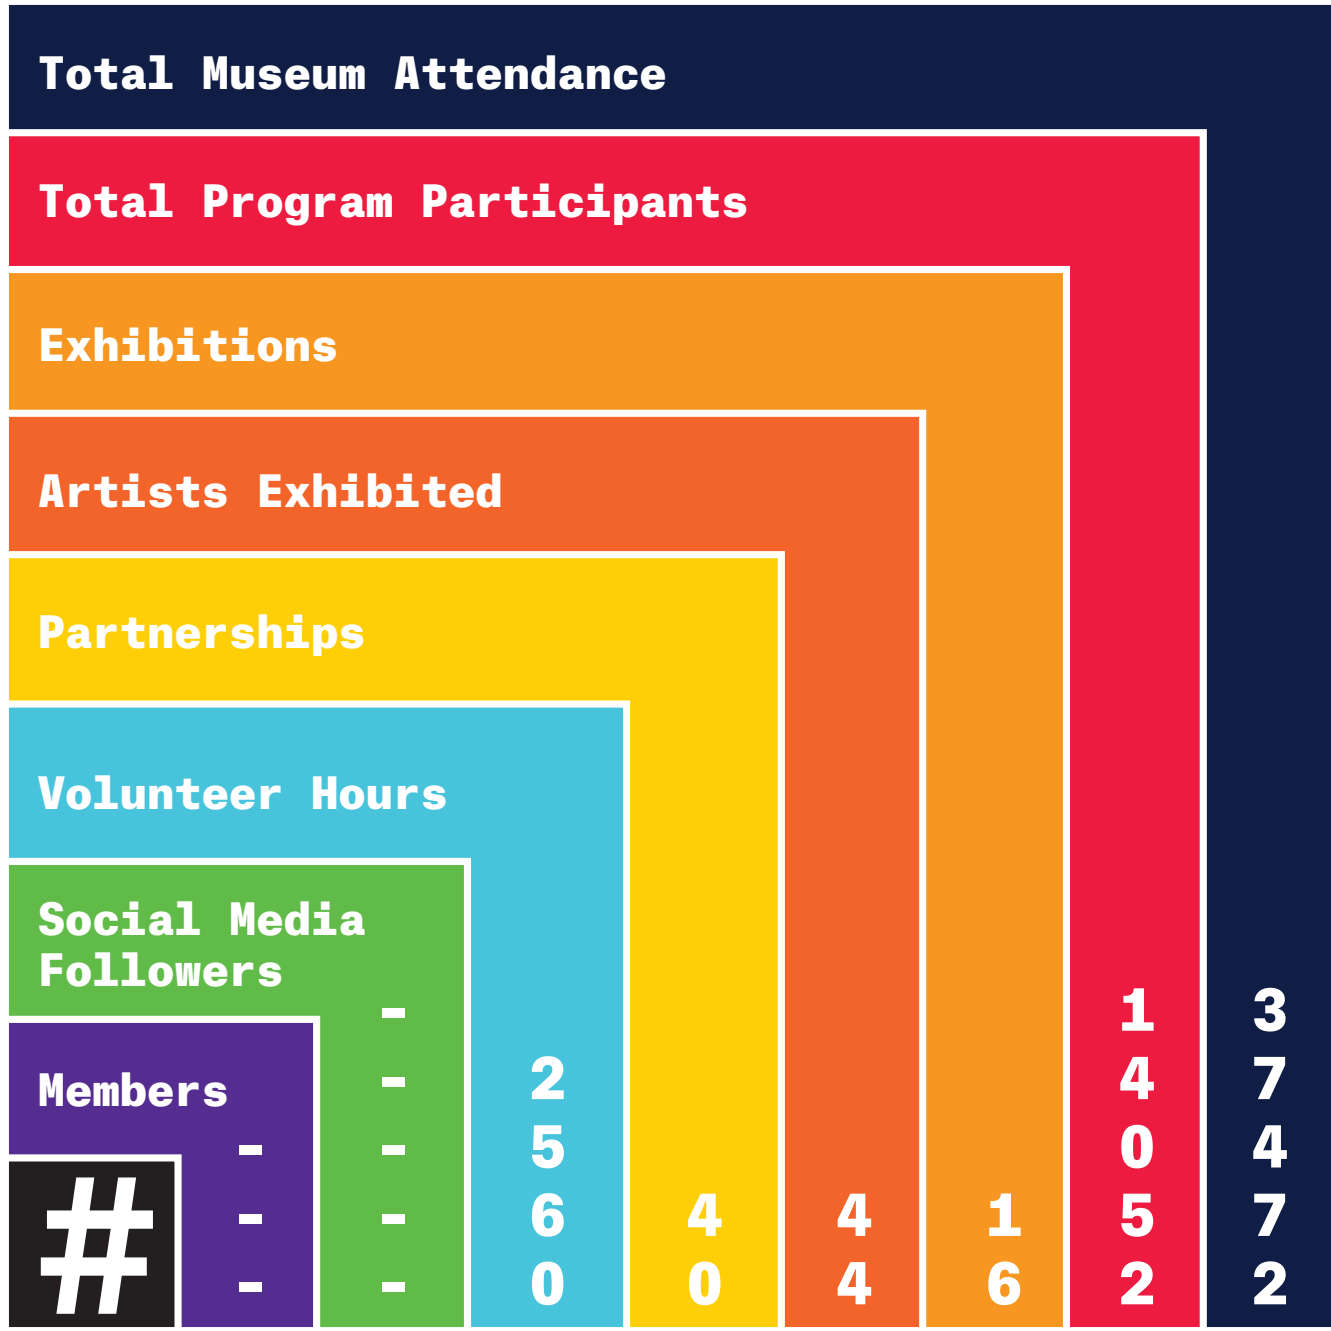 Total Museum Attendance
Total Program Participants
Exhibitions
Artists Exhibited
Partnerships
Volunteer Hours
Social Media
Followers
Members
#
---
-----
2560
40
44
16
14052
37472